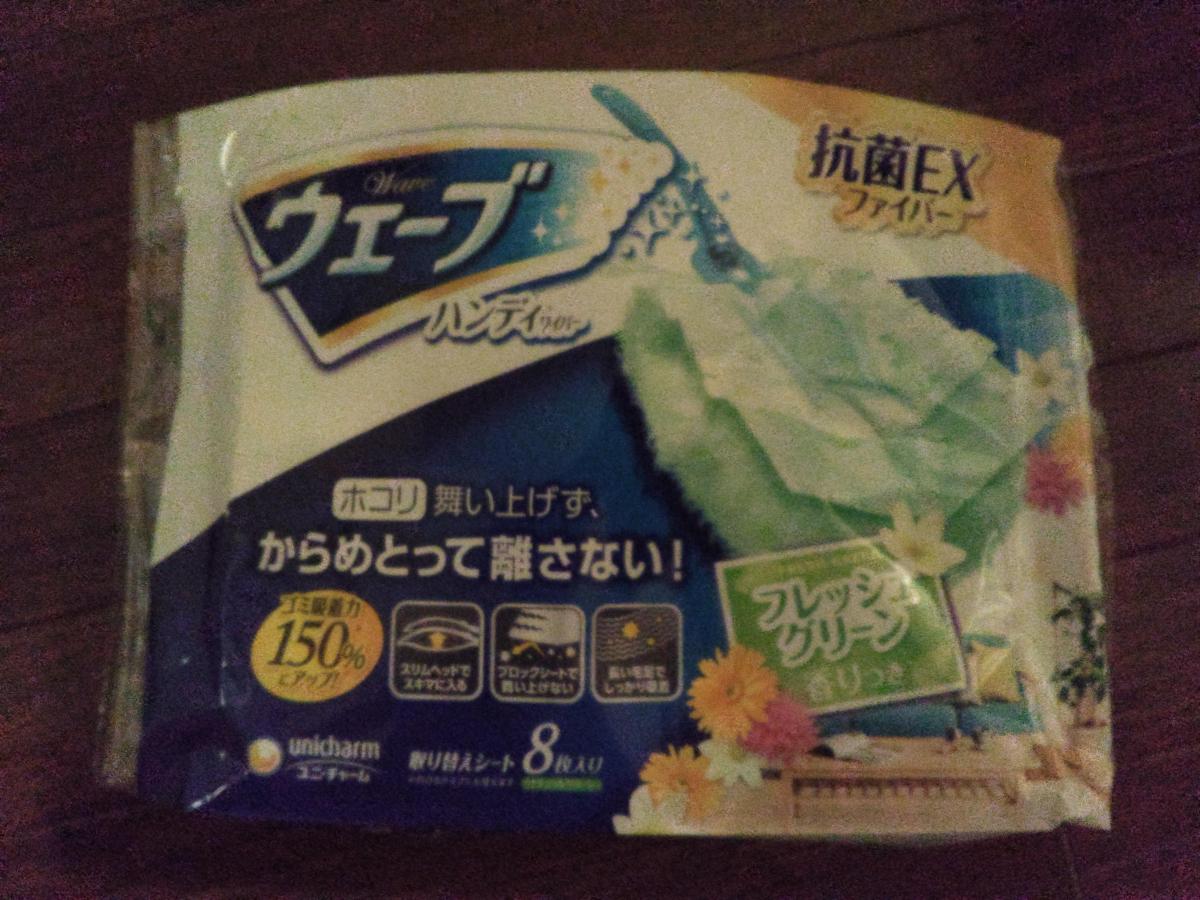 Wave
ウェーブ
ハンディワイパー
抗菌EX
ファイバー
ホコリ 舞い上げず、
からめとって離さない!
ゴミ吸着力
150%
にアップ!
スリムヘッドで
スキマに入る
ブロックシートで
舞い上げない
長い毛足で
しっかり吸着
フレッシュ
グリーン
香りつき
unicharm
ユニ・チャーム
取り替えシート 8枚入り